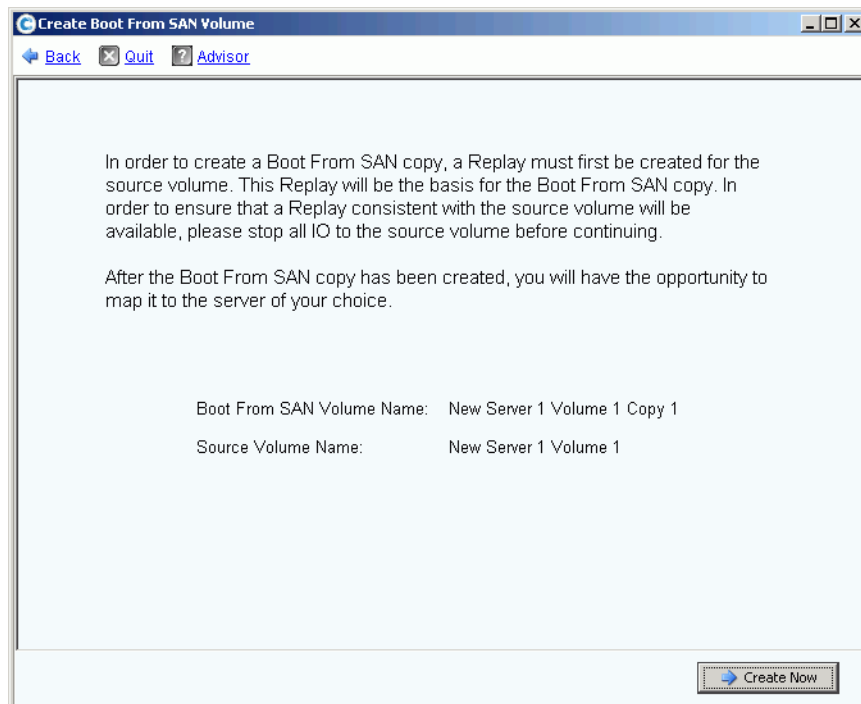 Create Boot From SAN Volume
Back Quit Advisor
In order to create a Boot From SAN copy, a Replay must first be created for the
source volume. This Replay will be the basis for the Boot From SAN copy. In
order to ensure that a Replay consistent with the source volume will be
available, please stop all IO to the source volume before continuing.
After the Boot From SAN copy has been created, you will have the opportunity to
map it to the server of your choice.
Boot From SAN Volume Name: New Server 1 Volume 1 Copy 1
Source Volume Name: New Server 1 Volume 1
Create Now